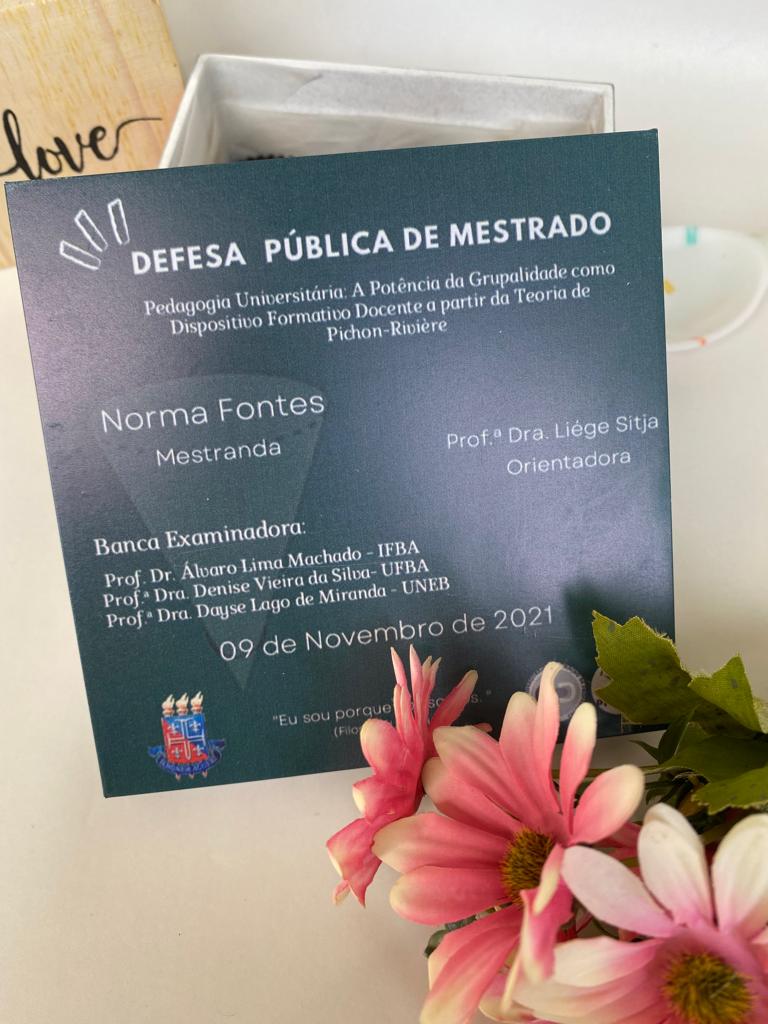 love
DEFESA PÚBLICA DE MESTRADO
Pedagogia Universitária: A Potência da Grupalidade como
Dispositivo Formativo Docente a partir da Teoria de
Pichon-Rivière
Norma Fontes
Mestranda
Prof.ª Dra. Liége Sitja
Orientadora
Banca Examinadora:
Prof. Dr. Álvaro Lima Machado - IFBA
Prof.ª Dra. Denise Vieira da Silva- UFBA
Prof.ª Dra. Dayse Lago de Miranda - UNEB
09 de Novembro de 2021
"Eu sou porque